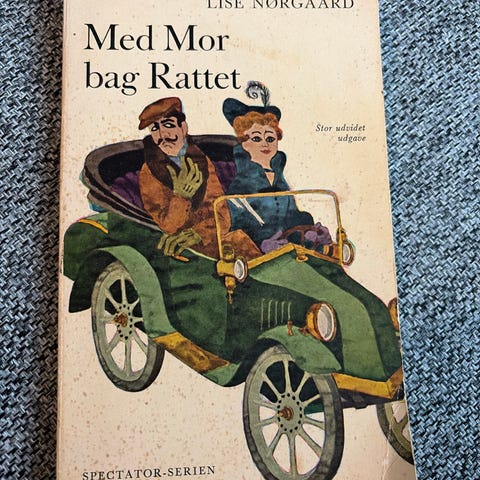 LISE NØRGAARD
Med Mor
bag Rattet
Stor udvidet
udgave
SPECTATOR-SERIEN